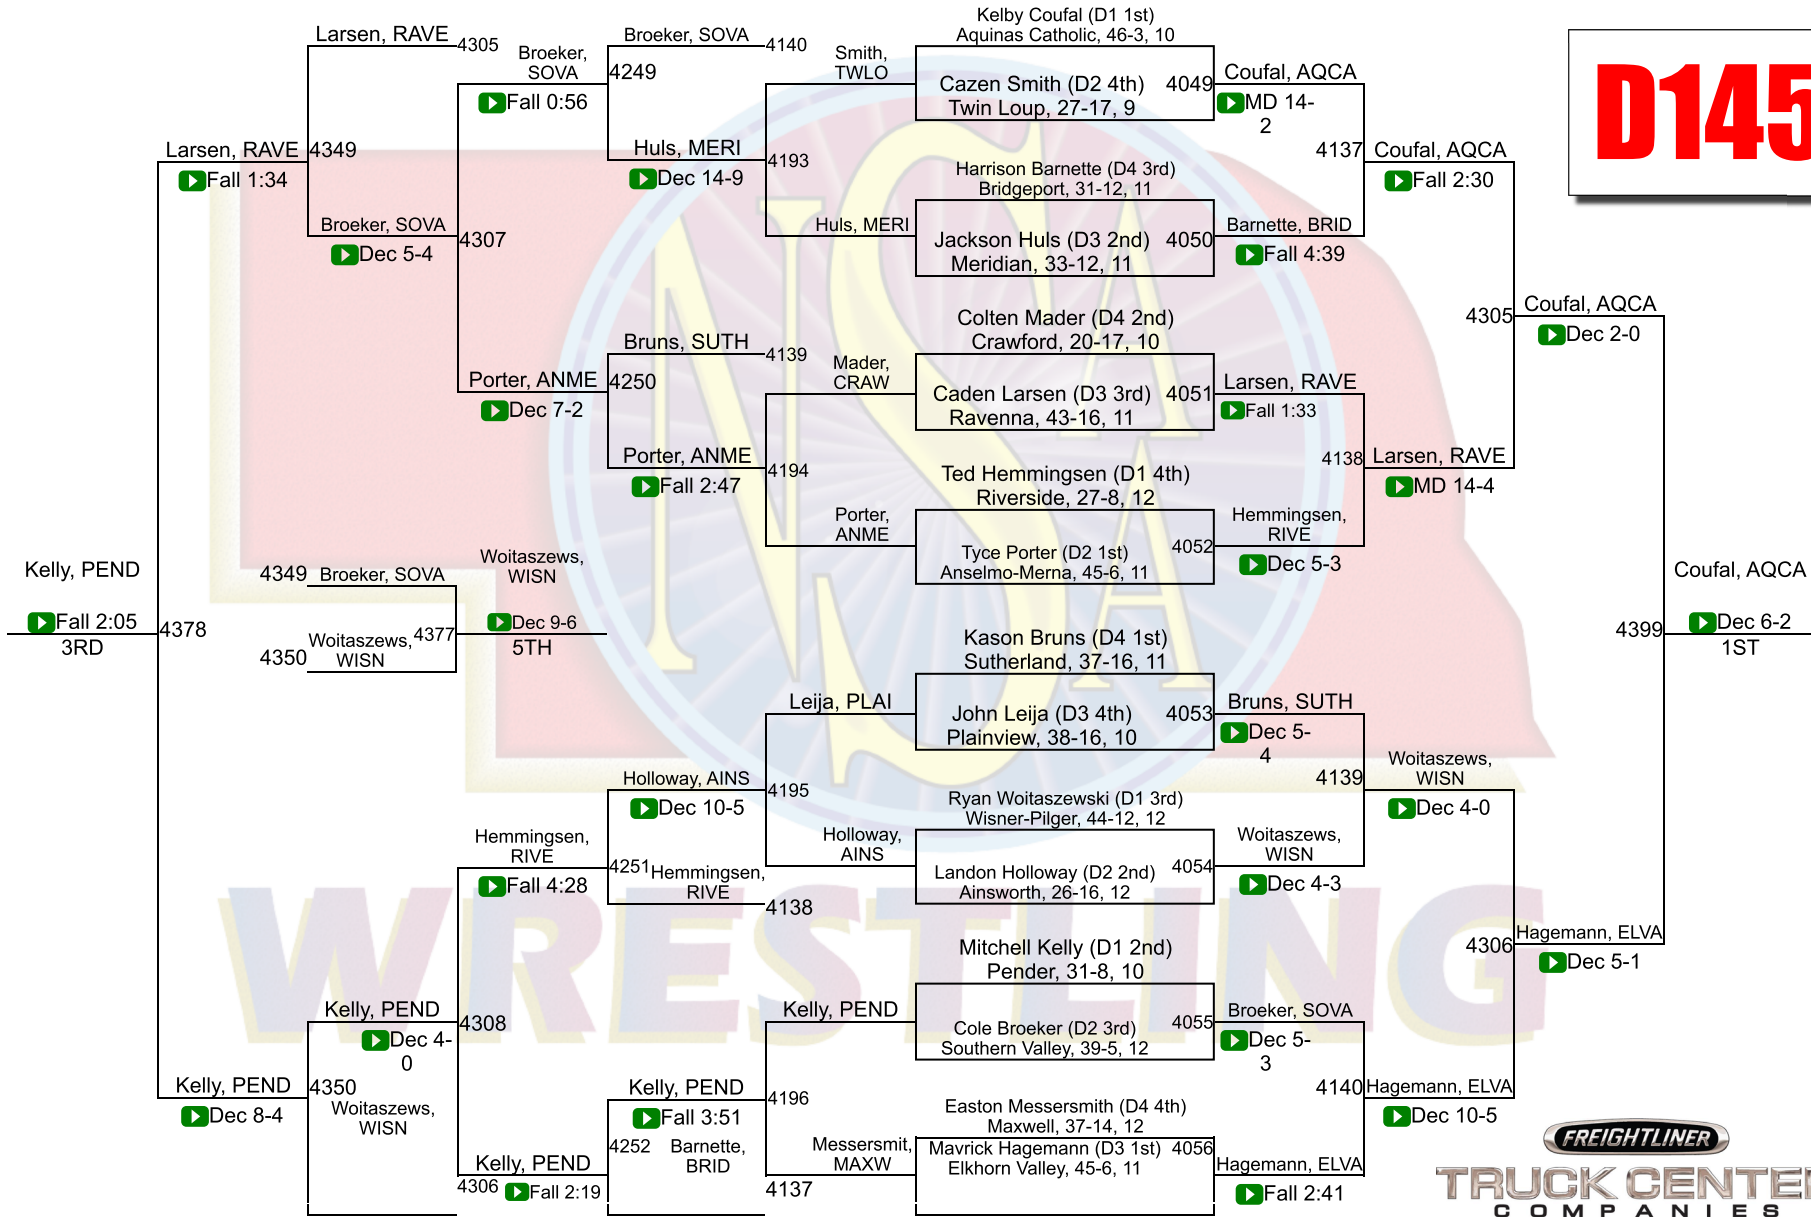 Larsen, RAVE
4305
Broeker,
SOVA
Fall 0:56
4249
Broeker, SOVA
4140
Smith,
TWLO
Kelby Coufal (D1 1st)
Aquinas Catholic, 46-3, 10
Cazen Smith (D2 4th)
Twin Loup, 27-17, 9
4049
Coufal, AQCA
MD 14-
2
D145
Larsen, RAVE
4349
Fall 1:34
Huls, MERI
Dec 14-9
4193
Harrison Barnette (D4 3rd)
Bridgeport, 31-12, 11
4137
Coufal, AQCA
Fall 2:30
Broeker, SOVA
Dec 5-4
4307
Huls, MERI
Jackson Huls (D3 2nd)
Meridian, 33-12, 11
4050
Barnette, BRID
Fall 4:39
Colten Mader (D4 2nd)
Crawford, 20-17, 10
4305
Coufal, AQCA
Dec 2-0
Bruns, SUTH
4139
Porter, ANME
Dec 7-2
4250
Mader,
CRAW
Caden Larsen (D3 3rd)
Ravenna, 43-16, 11
4051
Larsen, RAVE
Fall 1:33
Porter, ANME
Fall 2:47
4194
Ted Hemmingsen (D1 4th)
Riverside, 27-8, 12
4138
Larsen, RAVE
MD 14-4
Porter,
ANME
Tyce Porter (D2 1st)
Anselmo-Merna, 45-6, 11
4052
Hemmingsen,
RIVE
Dec 5-3
Kelly, PEND
Fall 2:05
3RD
4378
4349
Broeker, SOVA
4350
Woitaszews,
WISN
4377
Woitaszews,
WISN
Dec 9-6
5TH
Coufal, AQCA
4399
Dec 6-2
1ST
Kason Bruns (D4 1st)
Sutherland, 37-16, 11
Leija, PLAI
John Leija (D3 4th)
Plainview, 38-16, 10
4053
Bruns, SUTH
Dec 5-
4
Holloway, AINS
Dec 10-5
4195
Ryan Woitaszewski (D1 3rd)
Wisner-Pilger, 44-12, 12
4139
Woitaszews,
WISN
Dec 4-0
Hemmingsen,
RIVE
Fall 4:28
4251
Hemmingsen,
RIVE
4138
Holloway,
AINS
Landon Holloway (D2 2nd)
Ainsworth, 26-16, 12
4054
Woitaszews,
WISN
Dec 4-3
NSAA
WRESTLING
Mitchell Kelly (D1 2nd)
Pender, 31-8, 10
4306
Hagemann, ELVA
Dec 5-1
Kelly, PEND
Dec 4-
0
4308
Kelly, PEND
Cole Broeker (D2 3rd)
Southern Valley, 39-5, 12
4055
Broeker, SOVA
Dec 5-
3
Kelly, PEND
Dec 8-4
4350
Woitaszews,
WISN
Kelly, PEND
Fall 3:51
4196
Easton Messersmith (D4 4th)
Maxwell, 37-14, 12
4140
Hagemann, ELVA
Dec 10-5
Kelly, PEND
4306
Fall 2:19
4252
Barnette,
BRID
Messersmit,
MAXW
4137
Mavrick Hagemann (D3 1st)
Elkhorn Valley, 45-6, 11
4056
Hagemann, ELVA
Fall 2:41
FREIGHTLINER
TRUCK CENTER
COMPANIES